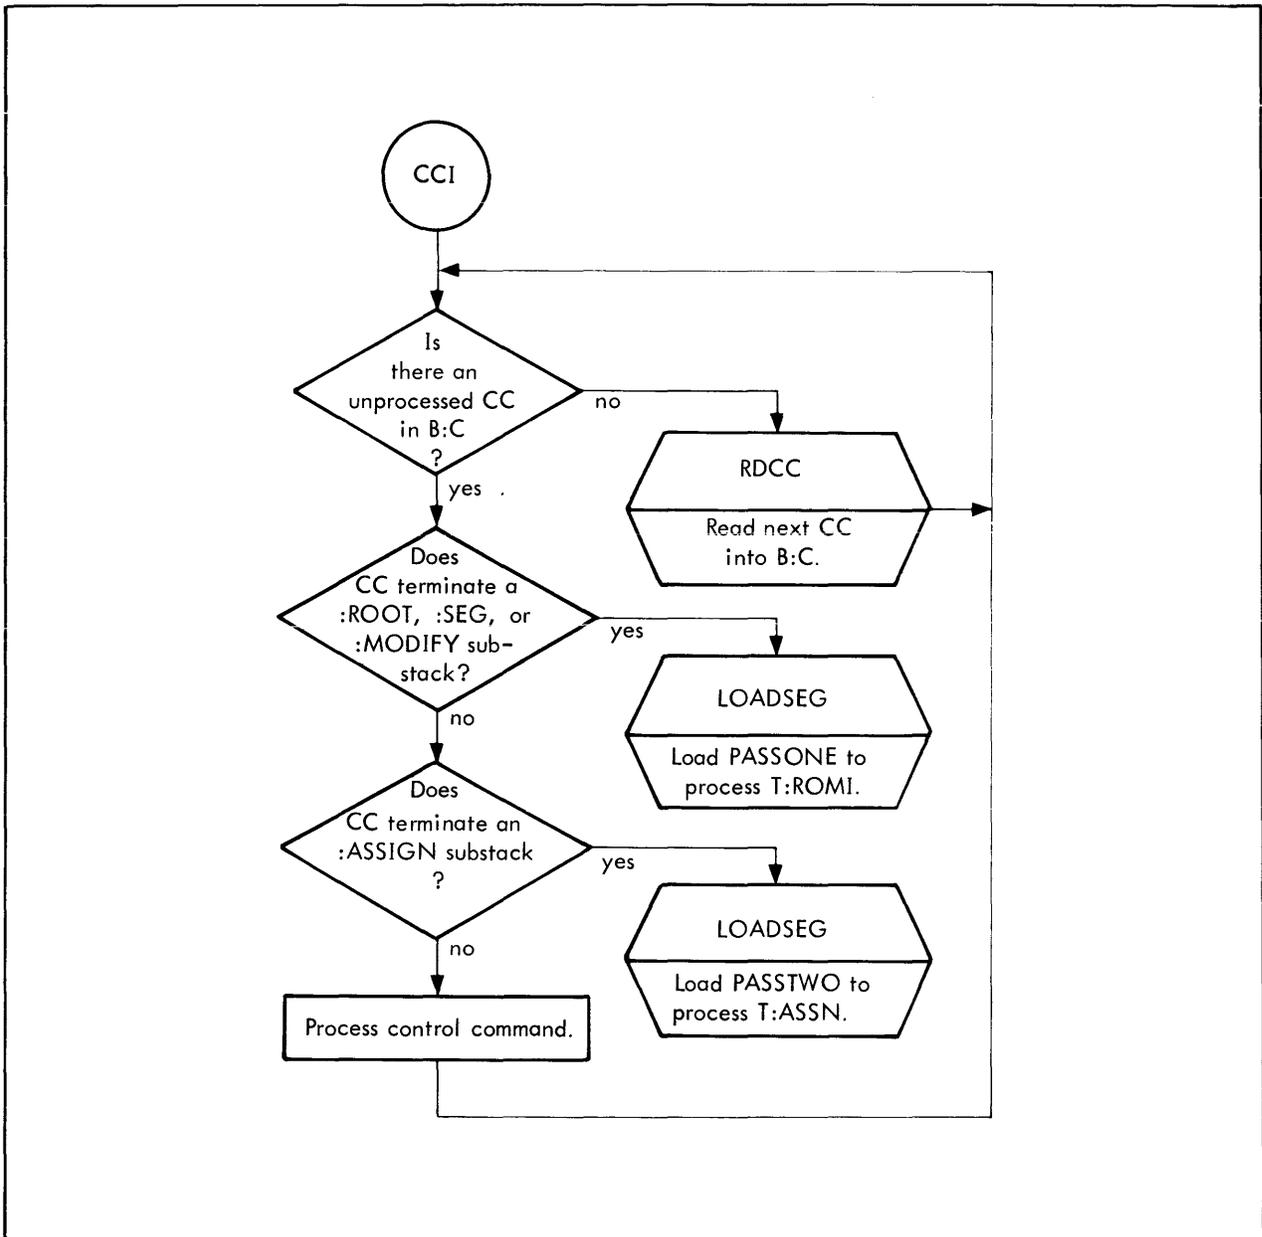 CCI
Is
there an
unprocessed CC
in B:C
?
no
yes
RDCC
Read next CC
into B:C.
Does
CC terminate a
:ROOT, :SEG, or
:MODIFY sub-
stack?
yes
no
LOADSEG
Load PASSONE to
process T:ROMI.
Does
CC terminate an
:ASSIGN substack
?
yes
no
LOADSEG
Load PASSTWO to
process T:ASSN.
Process control command.